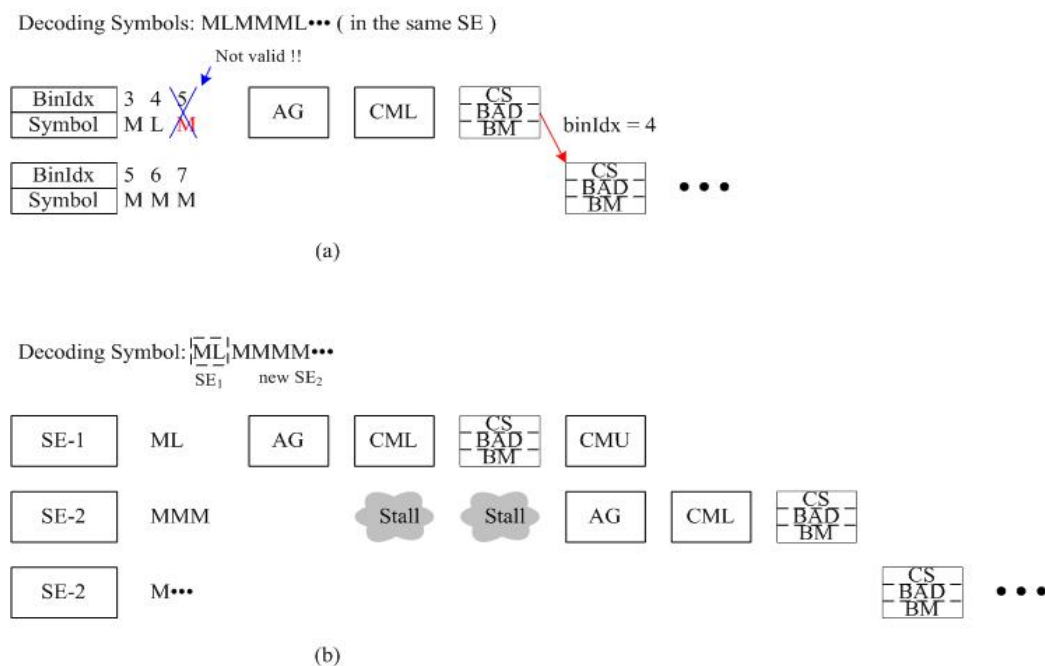 Decoding Symbols: MLMMML••• ( in the same SE )
Not valid !!
BinIdx 3 4 5
Symbol M L M
AG
CML
CS
BAD
BM
binIdx = 4
BinIdx 5 6 7
Symbol M M M
CS
BAD
BM
•••
(a)
Decoding Symbol: ML MMMM•••
SE1 new SE2
SE-1 ML AG CML
CS
BAD
BM
CMU
SE-2 MMM Stall Stall AG CML
CS
BAD
BM
SE-2 M•••
CS
BAD
BM
•••
(b)